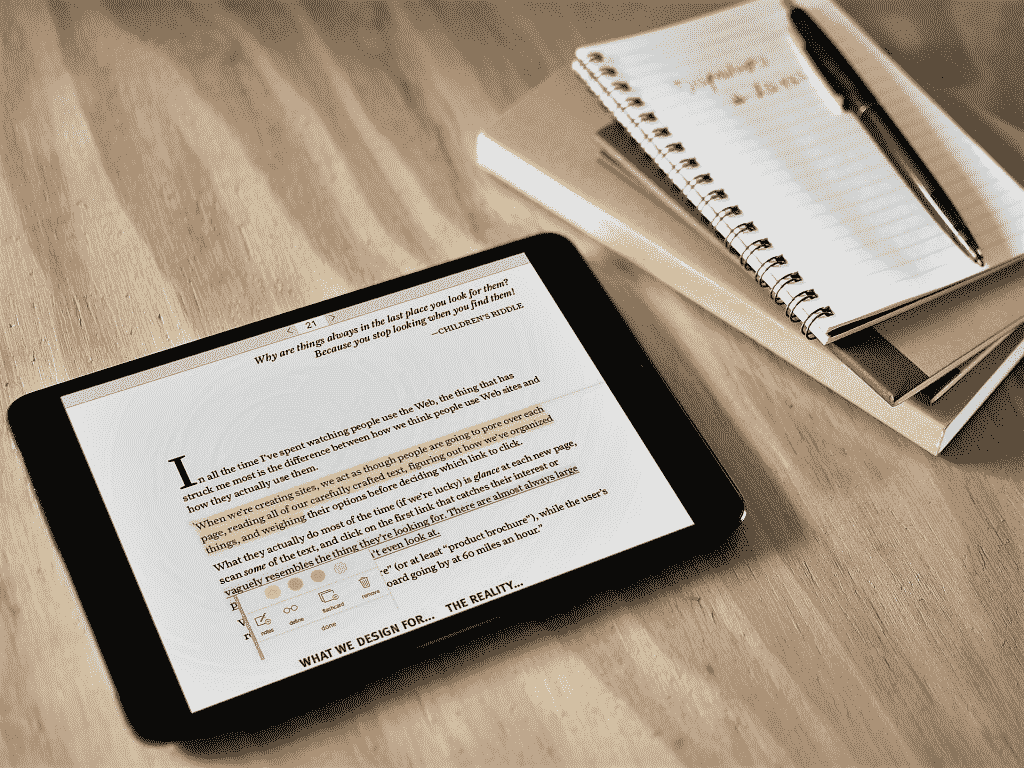 21
Why are things always in the last place you look for them?
Because you stop looking when you find them!
—CHILDREN'S RIDDLE
In all the time I've spent watching people use the Web, the thing that has
struck me most is the difference between how we think people use Web sites and
how they actually use them.
When we're creating sites, we act as though people are going to pore over each
page, reading all of our carefully crafted text, figuring out how we've organized
things, and weighing their options before deciding which link to click.
What they actually do most of the time (if we're lucky) is glance at each new page,
scan some of the text, and click on the first link that catches their interest or
vaguely resembles the thing they're looking for. There are almost always large
p
't even look at.
(or at least "product brochure"), while the user's
going by at 60 miles an hour."
notes
define
flashcard
remove
done
WHAT WE DESIGN FOR... THE REALITY...